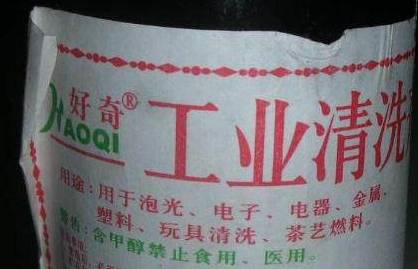 好奇®
HAOQI
工业清洗
用途：用于泡光、电子、电器、金属、
塑料、玩具清洗、茶艺燃料。
警告：含甲醇禁止食用、医用。